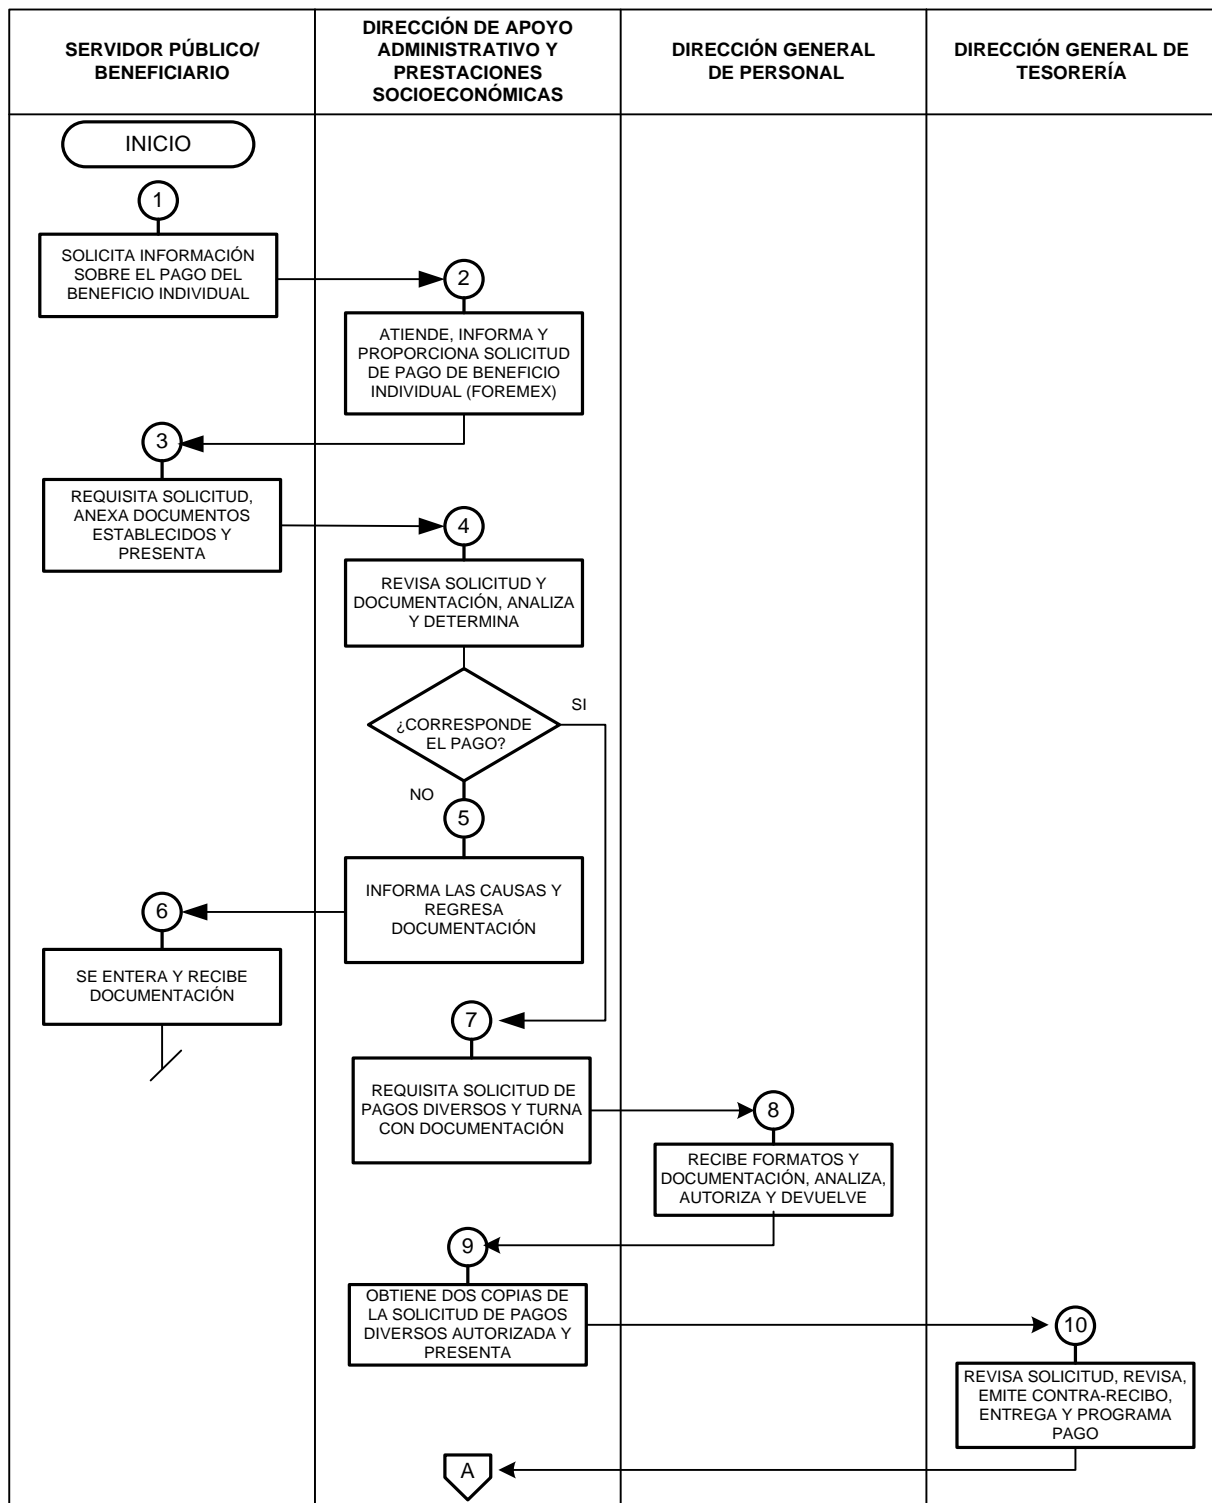 SERVIDOR PÚBLICO/
BENEFICIARIO
DIRECCIÓN DE APOYO
ADMINISTRATIVO Y
PRESTACIONES
SOCIOECONÓMICAS
DIRECCIÓN GENERAL
DE PERSONAL
DIRECCIÓN GENERAL DE
TESORERÍA
INICIO
1
SOLICITA INFORMACIÓN
SOBRE EL PAGO DEL
BENEFICIO INDIVIDUAL
2
ATIENDE, INFORMA Y
PROPORCIONA SOLICITUD
DE PAGO DE BENEFICIO
INDIVIDUAL (FOREMEX)
3
REQUISITA SOLICITUD,
ANEXA DOCUMENTOS
ESTABLECIDOS Y
PRESENTA
4
REVISA SOLICITUD Y
DOCUMENTACIÓN, ANALIZA
Y DETERMINA
¿CORRESPONDE
EL PAGO?
SI
NO
5
INFORMA LAS CAUSAS Y
REGRESA
DOCUMENTACIÓN
6
SE ENTERA Y RECIBE
DOCUMENTACIÓN
7
REQUISITA SOLICITUD DE
PAGOS DIVERSOS Y TURNA
CON DOCUMENTACIÓN
8
RECIBE FORMATOS Y
DOCUMENTACIÓN, ANALIZA,
AUTORIZA Y DEVUELVE
9
OBTIENE DOS COPIAS DE
LA SOLICITUD DE PAGOS
DIVERSOS AUTORIZADA Y
PRESENTA
10
REVISA SOLICITUD, REVISA,
EMITE CONTRA-RECIBO,
ENTREGA Y PROGRAMA
PAGO
A